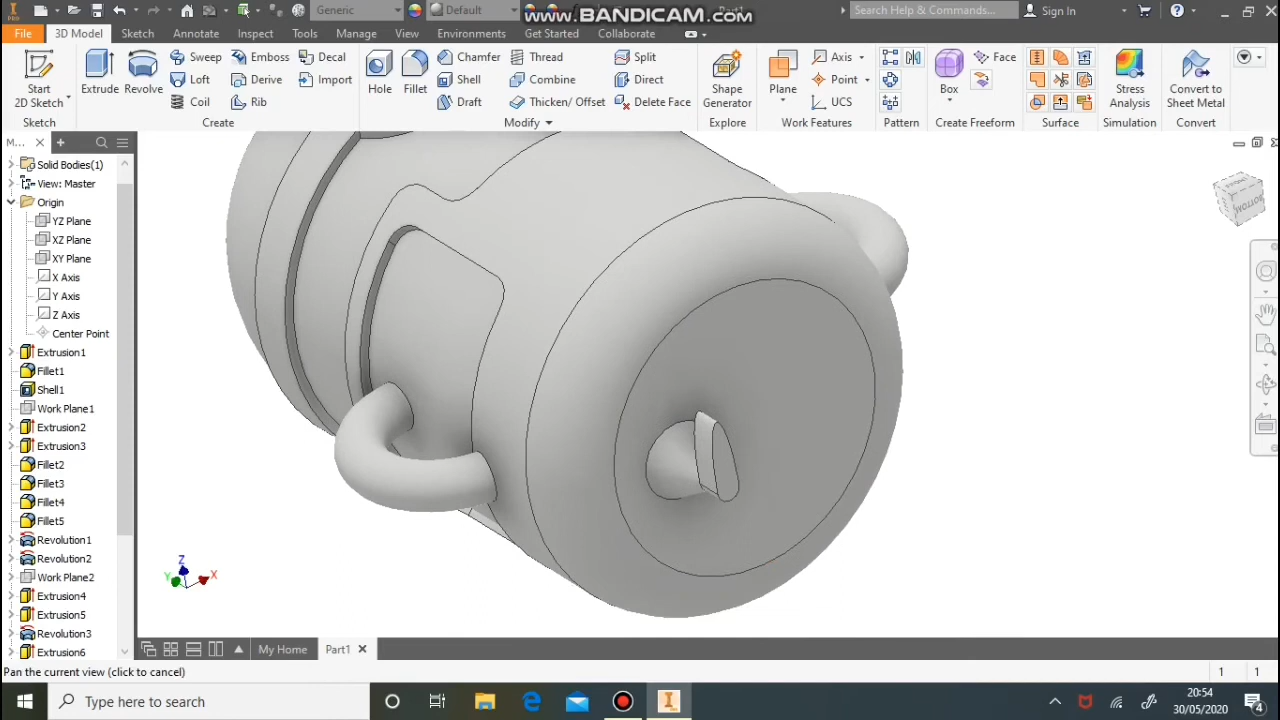 www.BANDICAM.com
PRO Generic Default Part1 Search Help & Commands... Sign In
File 3D Model Sketch Annotate Inspect Tools Manage View Environments Get Started Collaborate
Start
2D Sketch
Extrude Revolve
Sweep Emboss Decal
Loft Derive Import
Coil Rib
Hole Fillet
Chamfer Thread Split
Shell Combine Direct
Draft Thicken/ Offset Delete Face
Shape
Generator
Plane
Axis
Point
UCS
Box
Face
Stress
Analysis
Convert to
Sheet Metal
Sketch Create Modify Explore Work Features Pattern Create Freeform Surface Simulation Convert
M...
Solid Bodies(1)
View: Master
Origin
YZ Plane
XZ Plane
XY Plane
X Axis
Y Axis
Z Axis
Center Point
Extrusion1
Fillet1
Shell1
Work Plane1
Extrusion2
Extrusion3
Fillet2
Fillet3
Fillet4
Fillet5
Revolution1
Revolution2
Work Plane2
Extrusion4
Extrusion5
Revolution3
Extrusion6
BOTTOM
Z
Y
X
My Home Part1
Pan the current view (click to cancel) 1 1
Type here to search
20:54
30/05/2020
4